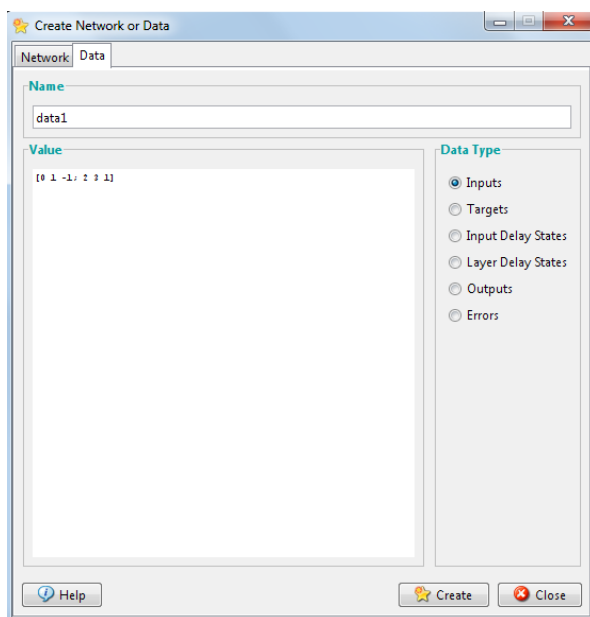 Create Network or Data
Network Data
Name
data1
Value
[0 1 -1; 2 3 1]
Data Type
Inputs
Targets
Input Delay States
Layer Delay States
Outputs
Errors
Help
Create
Close